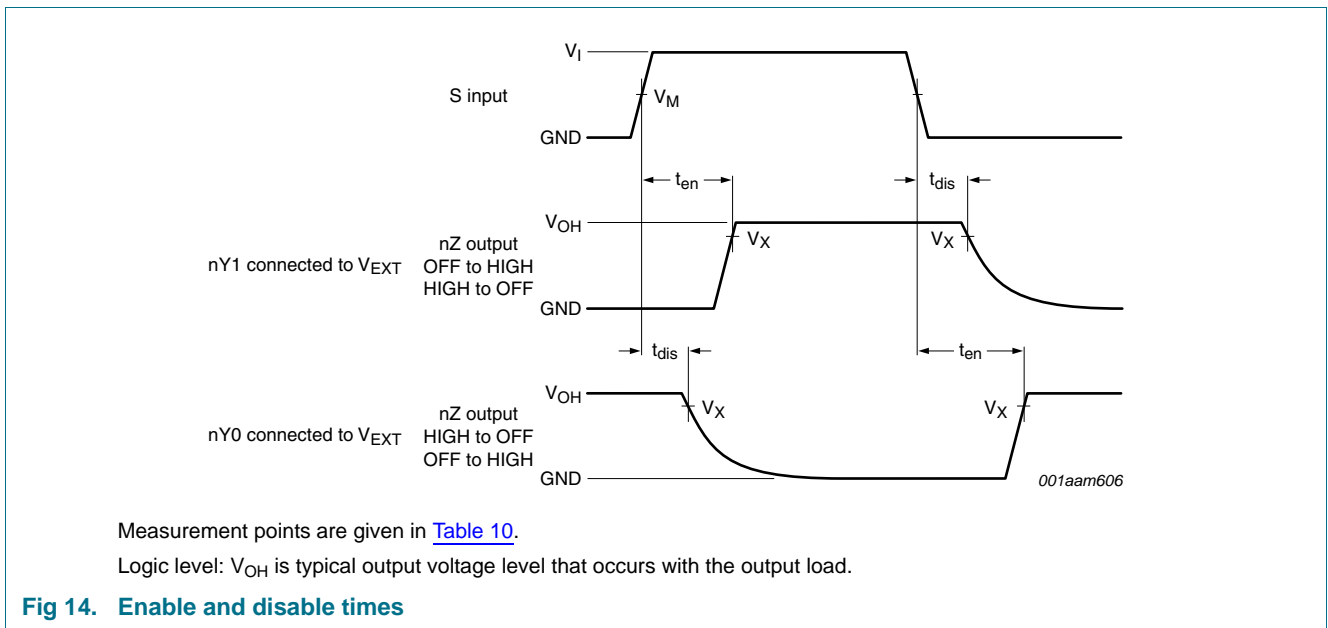 V_I
S input
V_M
GND
t_en
t_dis
V_OH
nY1 connected to V_EXT
nZ output
OFF to HIGH
HIGH to OFF
V_X
V_X
GND
t_dis
t_en
V_OH
nY0 connected to V_EXT
nZ output
HIGH to OFF
OFF to HIGH
V_X
V_X
GND
001aam606
Measurement points are given in Table 10.
Logic level: V_OH is typical output voltage level that occurs with the output load.
Fig 14. Enable and disable times